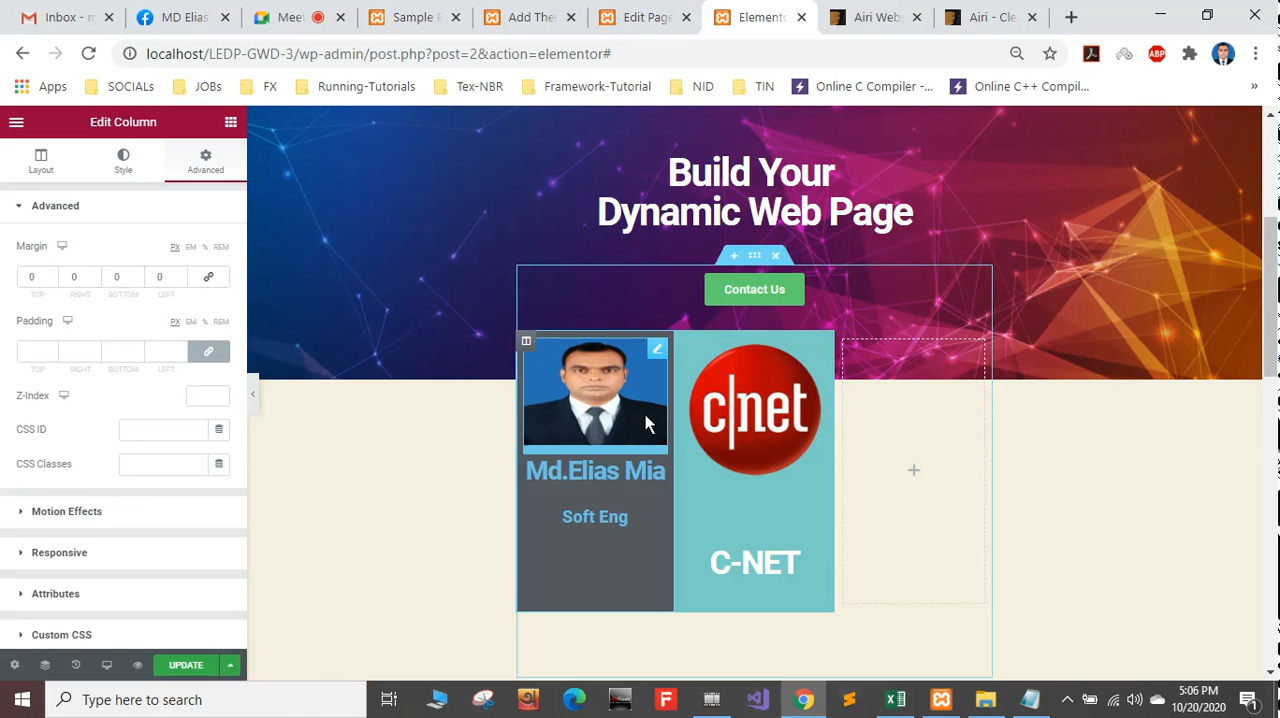 Inbox - m
MD Elias
Meet
Sample P
Add The
Edit Page
Elemento
Airi Webs
Airi - Cle
localhost/LEDP-GWD-3/wp-admin/post.php?post=2&action=elementor#
ABP
Apps
SOCIALs
JOBs
FX
Running-Tutorials
Tex-NBR
Framework-Tutorial
NID
TIN
Online C Compiler -...
Online C++ Compil...
»
Edit Column
Layout
Style
Advanced
Advanced
Margin
PX EM % REM
0 0 0 0
TOP RIGHT BOTTOM LEFT
Padding
PX EM % REM
TOP RIGHT BOTTOM LEFT
Z-Index
CSS ID
CSS Classes
Motion Effects
Responsive
Attributes
Custom CSS
UPDATE
Build Your
Dynamic Web Page
Contact Us
Md.Elias Mia
Soft Eng
c|net
C-NET
Type here to search
5:06 PM
10/20/2020
1